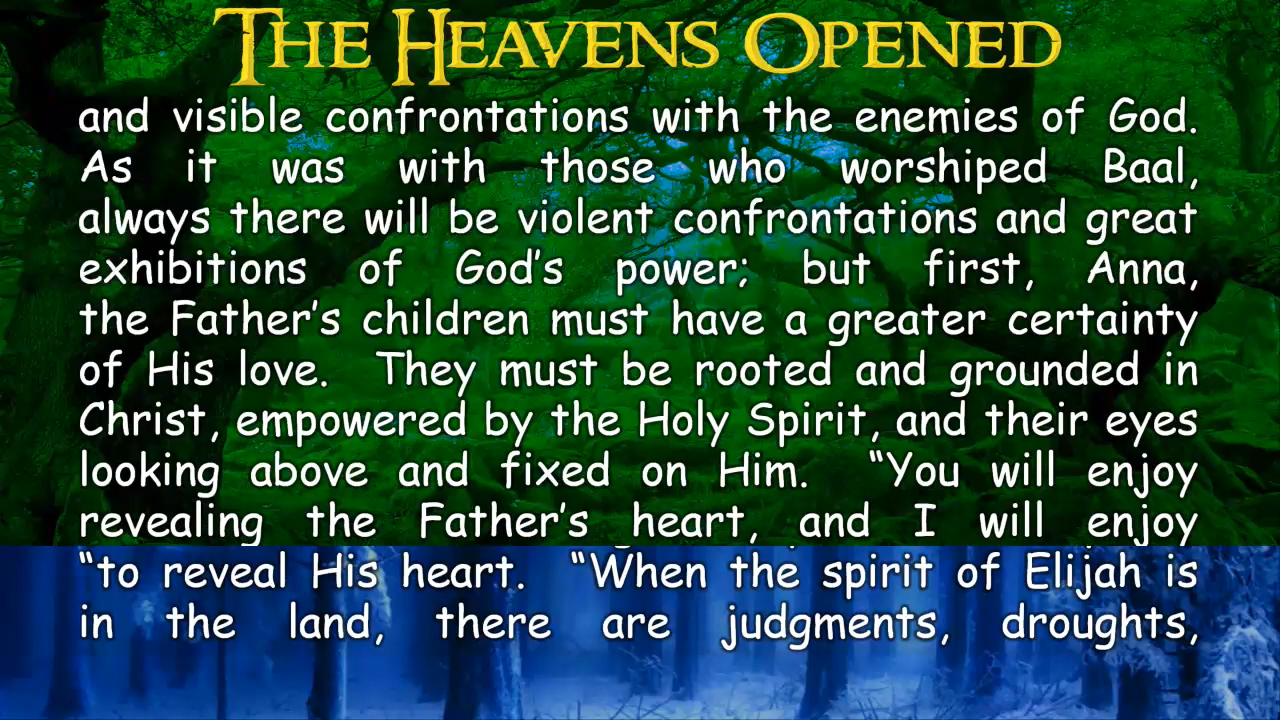 THE HEAVENS OPENED
and visible confrontations with the enemies of God.
As it was with those who worshiped Baal,
always there will be violent confrontations and great
exhibitions of God's power; but first, Anna,
the Father's children must have a greater certainty
of His love. They must be rooted and grounded in
Christ, empowered by the Holy Spirit, and their eyes
looking above and fixed on Him. “You will enjoy
revealing the Father's heart, and I will enjoy
“to reveal His heart. “When the spirit of Elijah is
in the land, there are judgments, droughts,